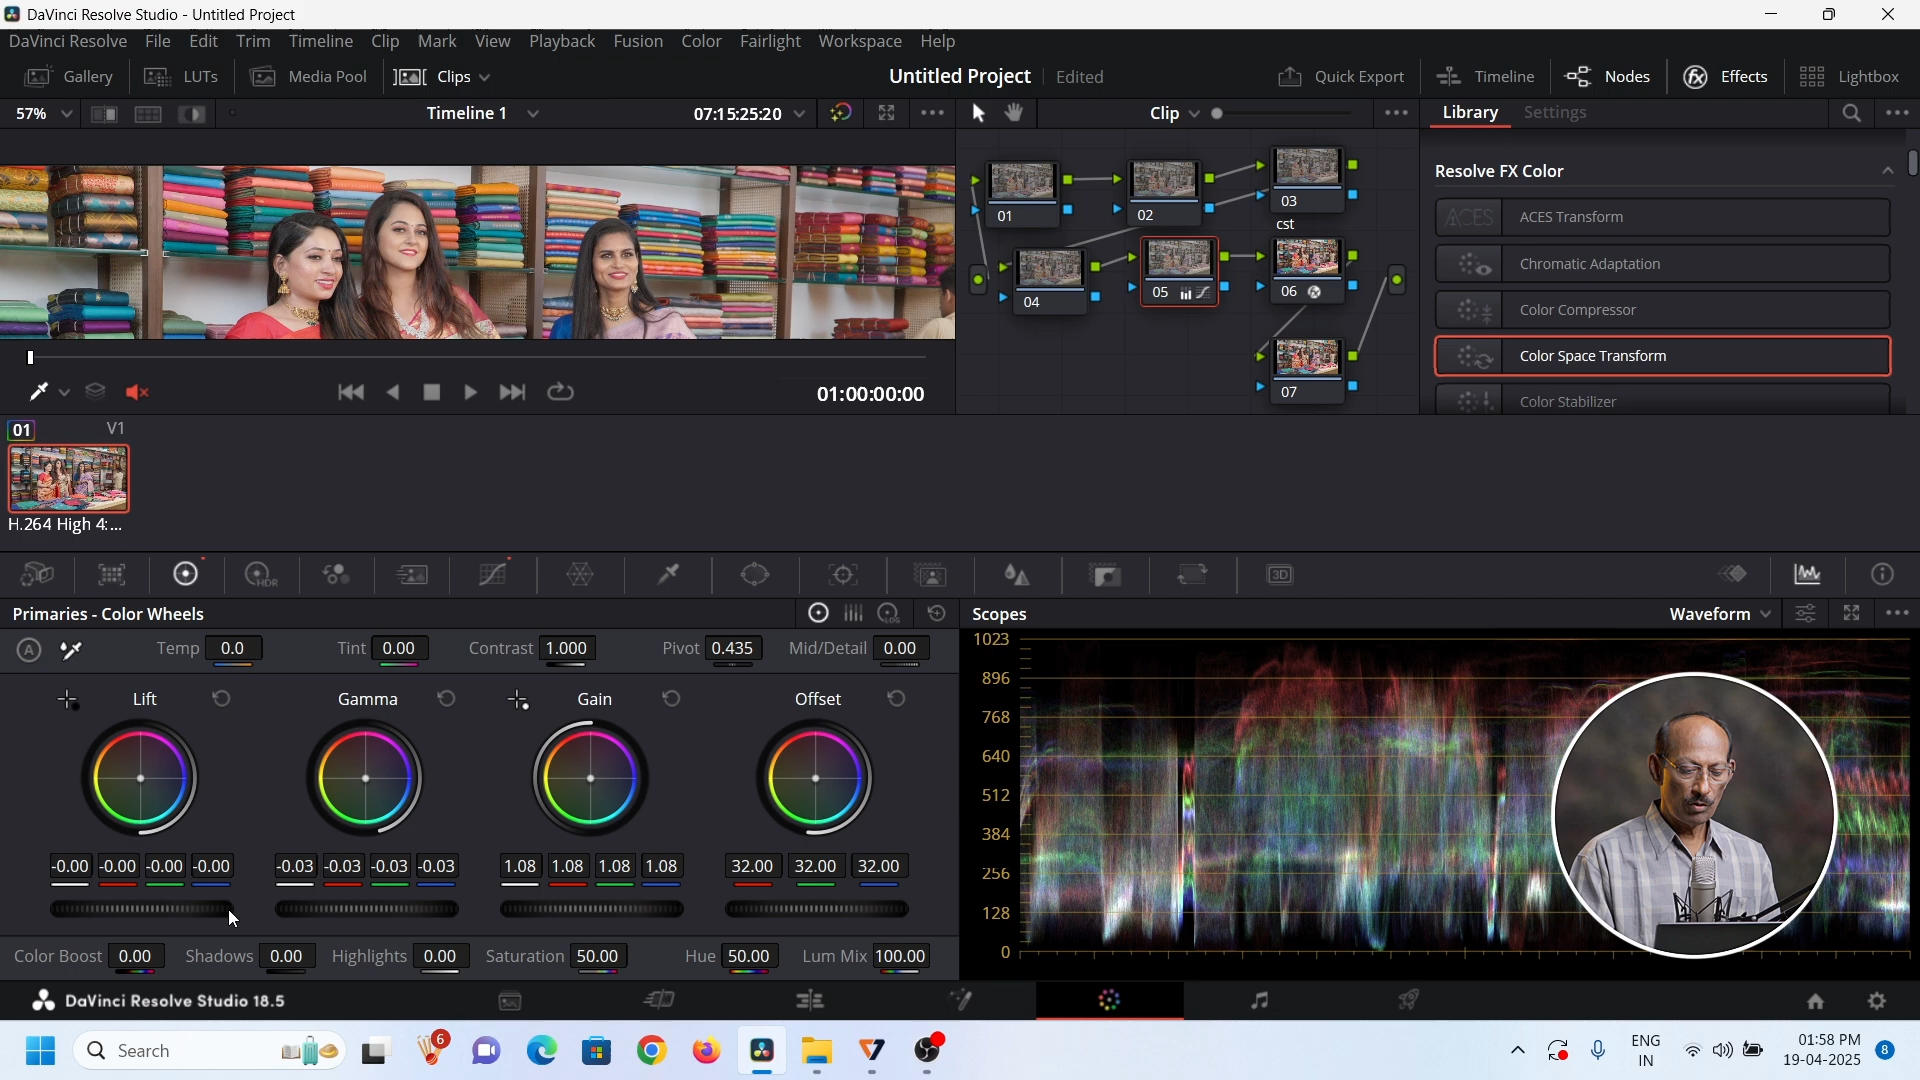 DaVinci Resolve Studio - Untitled Project
DaVinci Resolve File Edit Trim Timeline Clip Mark View Playback Fusion Color Fairlight Workspace Help
Gallery LUTs Media Pool Clips Untitled Project Edited Quick Export Timeline Nodes Effects Lightbox
57% Timeline 1 07:15:25:20 Clip Library Settings
Resolve FX Color
ACES Transform
Chromatic Adaptation
Color Compressor
Color Space Transform
Color Stabilizer
01 02 03
cst
04 05 06
07
01:00:00:00
01 V1
H.264 High 4:...
HDR
3D
Primaries - Color Wheels
LOG
Scopes Waveform
A Temp 0.0 Tint 0.00 Contrast 1.000 Pivot 0.435 Mid/Detail 0.00
Lift Gamma Gain Offset
-0.00 -0.00 -0.00 -0.00 -0.03 -0.03 -0.03 -0.03 1.08 1.08 1.08 1.08 32.00 32.00 32.00
Color Boost 0.00 Shadows 0.00 Highlights 0.00 Saturation 50.00 Hue 50.00 Lum Mix 100.00
1023
896
768
640
512
384
256
128
0
DaVinci Resolve Studio 18.5
Search 6 ENG IN 01:58 PM 19-04-2025 8